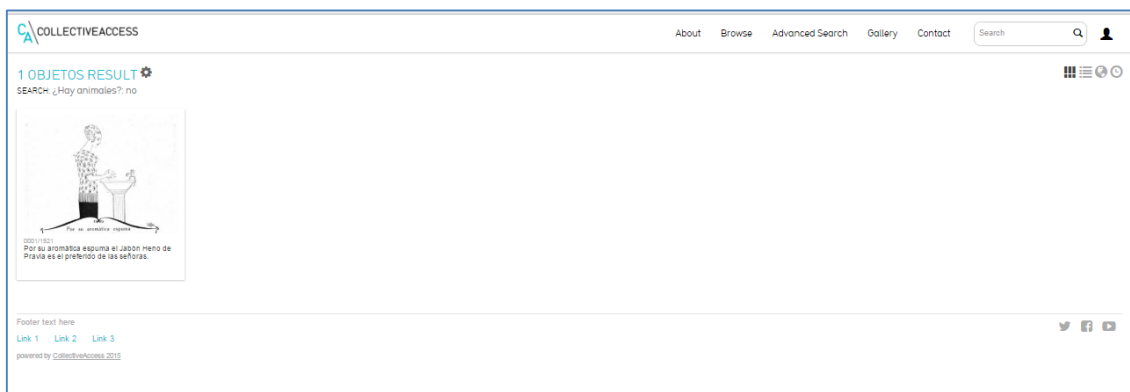 CA COLLECTIVEACCESS
About Browse Advanced Search Gallery Contact Search
1 OBJETOS RESULT
SEARCH: ¿Hay animales?: no
Por su aromática espuma
0001/1921
Por su aromática espuma el Jabón Heno de
Pravia es el preferido de las señoras.
Footer text here
Link 1 Link 2 Link 3
powered by CollectiveAccess 2015